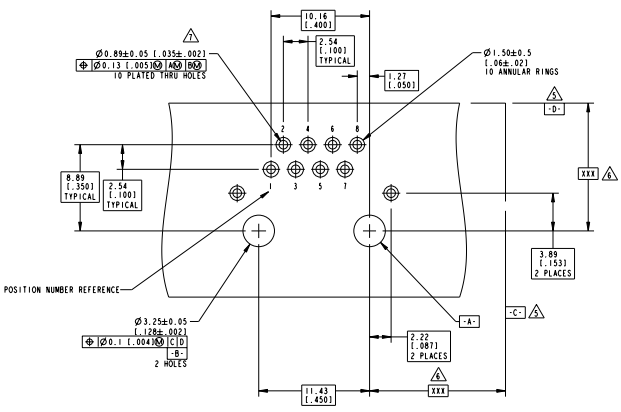 10.16
[.400]
7
Ø0.89±0.05 [.035±.002]
⌖ Ø0.13 [.005]Ⓜ AⓂ BⓂ
10 PLATED THRU HOLES
2.54
[.100]
TYPICAL
1.27
[.050]
Ø1.50±0.5
[.06±.02]
10 ANNULAR RINGS
5
-D-
2 4 6 8
8.89
[.350]
TYPICAL
2.54
[.100]
TYPICAL
XXX 6
1 3 5 7
3.89
[.153]
2 PLACES
POSITION NUMBER REFERENCE
Ø3.25±0.05
[.128±.002]
⌖ Ø0.1 [.004]Ⓜ C D
-B-
2 HOLES
-A-
-C- 5
2.22
[.087]
2 PLACES
6
11.43
[.450]
XXX